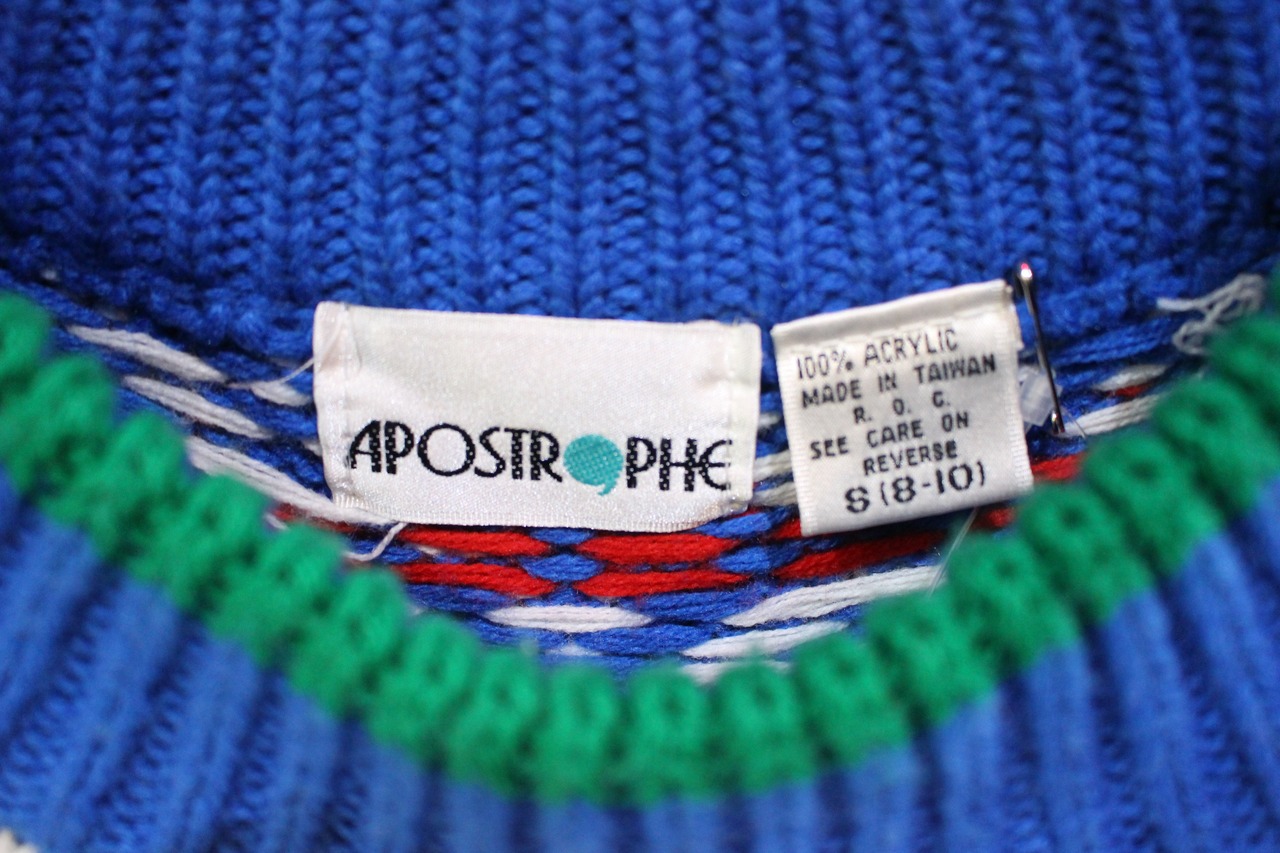 APOSTROPHE
100% ACRYLIC
MADE IN TAIWAN
R. O. C.
SEE CARE ON
REVERSE
S (8-10)